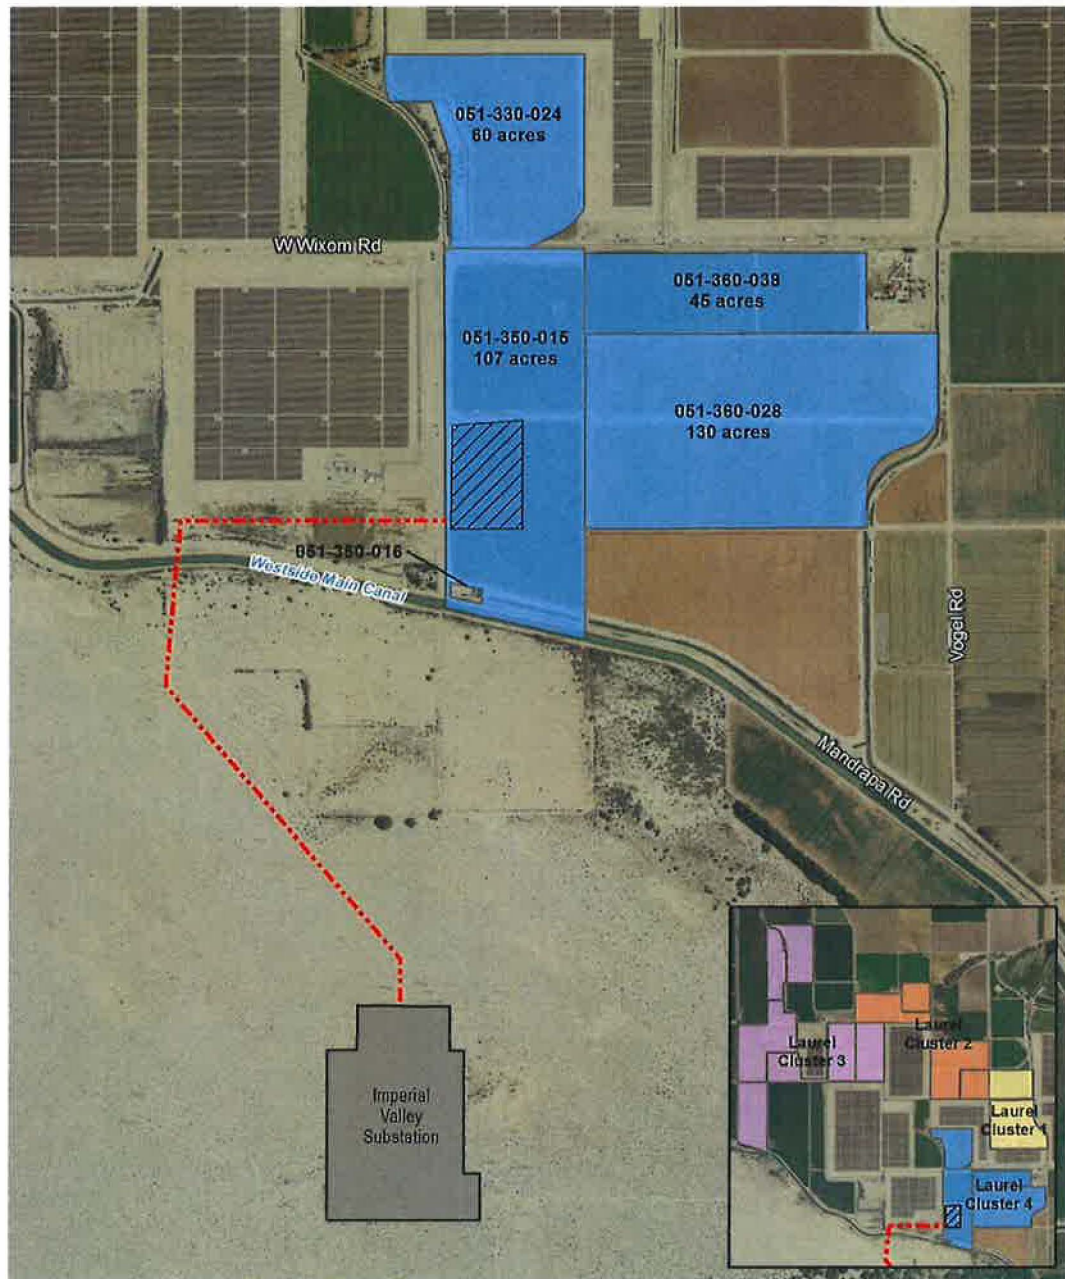 051-330-024
60 acres
W Wixom Rd
051-360-038
45 acres
051-350-015
107 acres
051-360-028
130 acres
051-350-016
Westside Main Canal
Vogel Rd
Mandrapa Rd
Imperial
Valley
Substation
Laurel
Cluster 3
Laurel
Cluster 2
Laurel
Cluster 1
Laurel
Cluster 4